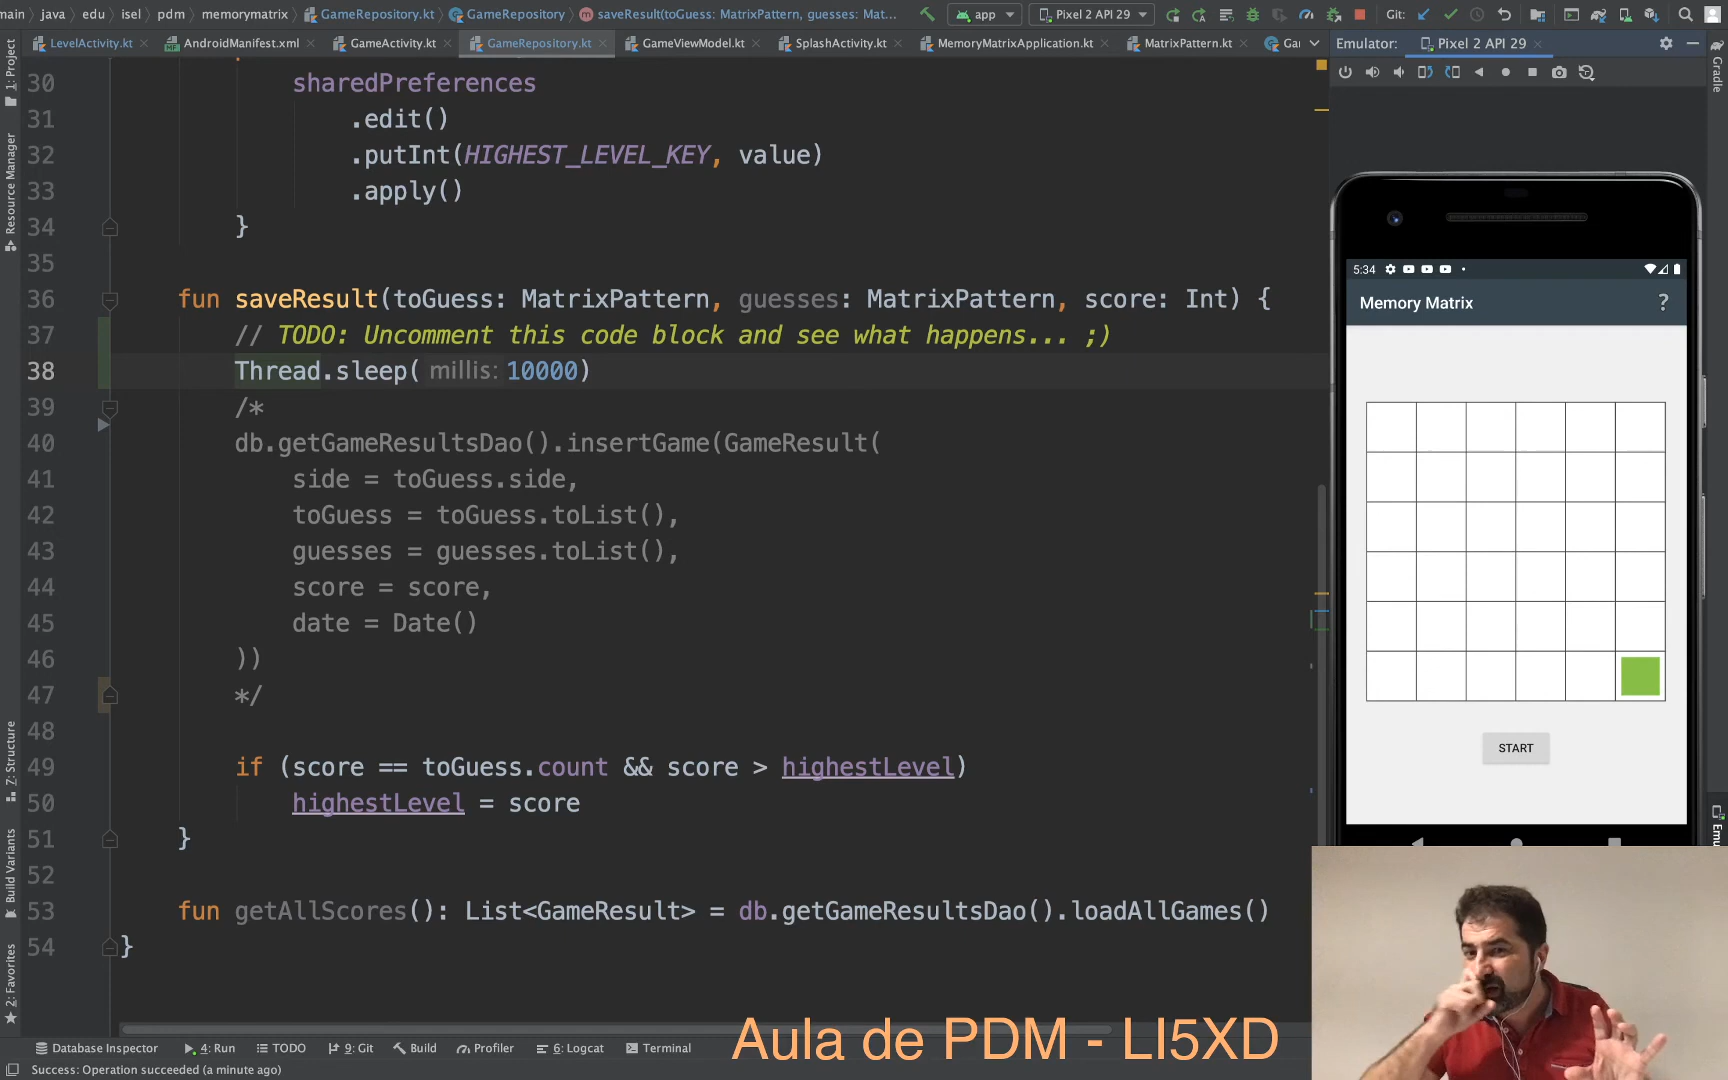 main java edu isel pdm memorymatrix GameRepository.kt GameRepository saveResult(toGuess: MatrixPattern, guesses: Mat... app Pixel 2 API 29 Git:
LevelActivity.kt AndroidManifest.xml GameActivity.kt GameRepository.kt GameViewModel.kt SplashActivity.kt MemoryMatrixApplication.kt MatrixPattern.kt Ga
Emulator: Pixel 2 API 29
1: Project
Resource Manager
Z: Structure
Build Variants
2: Favorites
Gradle
30 sharedPreferences
31 .edit()
32 .putInt(HIGHEST_LEVEL_KEY, value)
33 .apply()
34 }
35
36 fun saveResult(toGuess: MatrixPattern, guesses: MatrixPattern, score: Int) {
37 // TODO: Uncomment this code block and see what happens... ;)
38 Thread.sleep( millis: 10000)
39 /*
40 db.getGameResultsDao().insertGame(GameResult(
41 side = toGuess.side,
42 toGuess = toGuess.toList(),
43 guesses = guesses.toList(),
44 score = score,
45 date = Date()
46 ))
47 */
48
49 if (score == toGuess.count && score > highestLevel)
50 highestLevel = score
51 }
52
53 fun getAllScores(): List<GameResult> = db.getGameResultsDao().loadAllGames()
54 }
5:34
Memory Matrix ?
START
Aula de PDM - LI5XD
Database Inspector 4: Run TODO 9: Git Build Profiler 6: Logcat Terminal
Success: Operation succeeded (a minute ago)